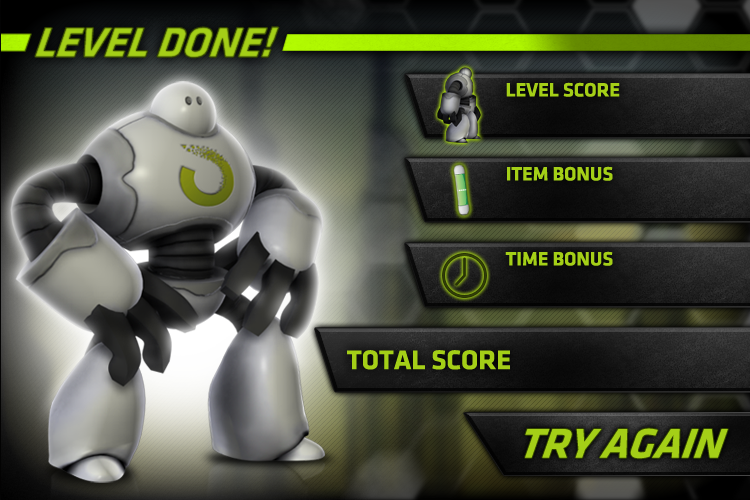 LEVEL DONE!
LEVEL SCORE
ITEM BONUS
TIME BONUS
TOTAL SCORE
TRY AGAIN